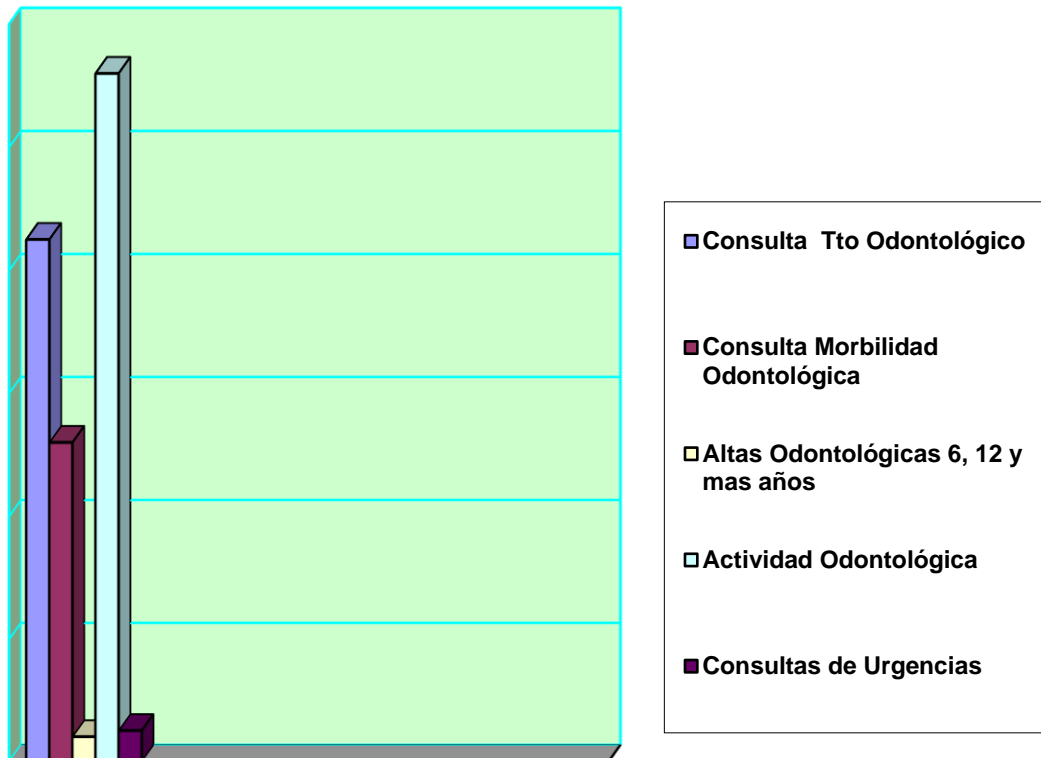 Consulta  Tto Odontológico
Consulta Morbilidad
Odontológica
Altas Odontológicas 6, 12 y
mas años
Actividad Odontológica
Consultas de Urgencias